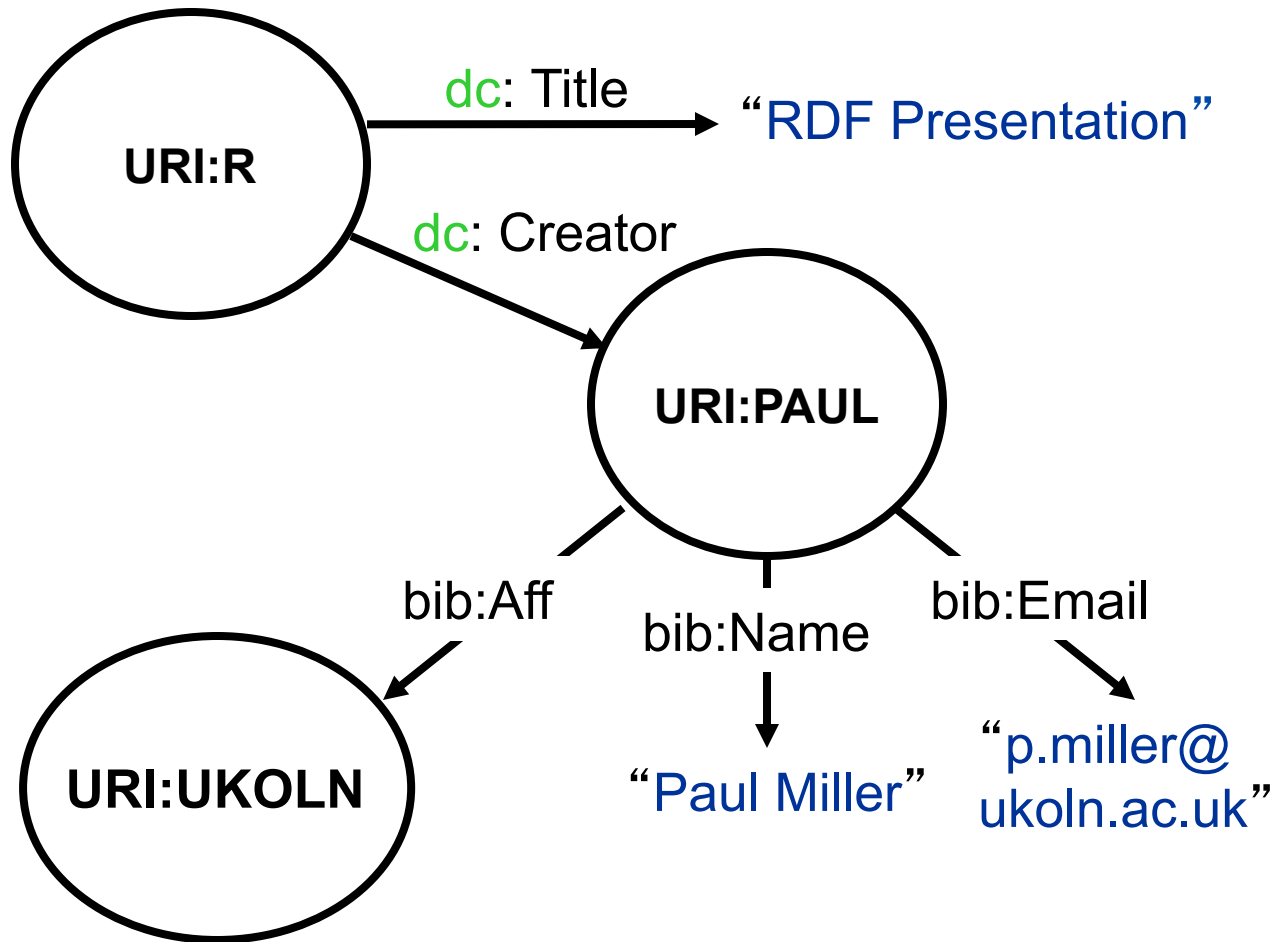 dc: Title
“RDF Presentation”
URI:R
dc: Creator
URI:PAUL
bib:Aff
bib:Name
bib:Email
URI:UKOLN
“Paul Miller”
“p.miller@
ukoln.ac.uk”